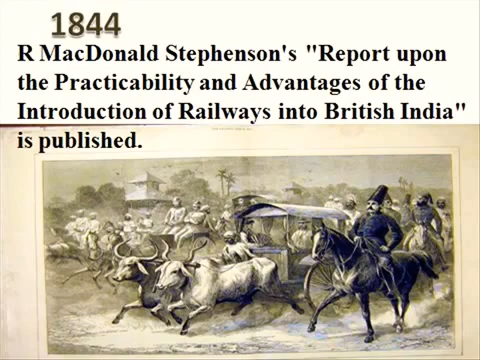 1844
R MacDonald Stephenson's "Report upon
the Practicability and Advantages of the
Introduction of Railways into British India"
is published.